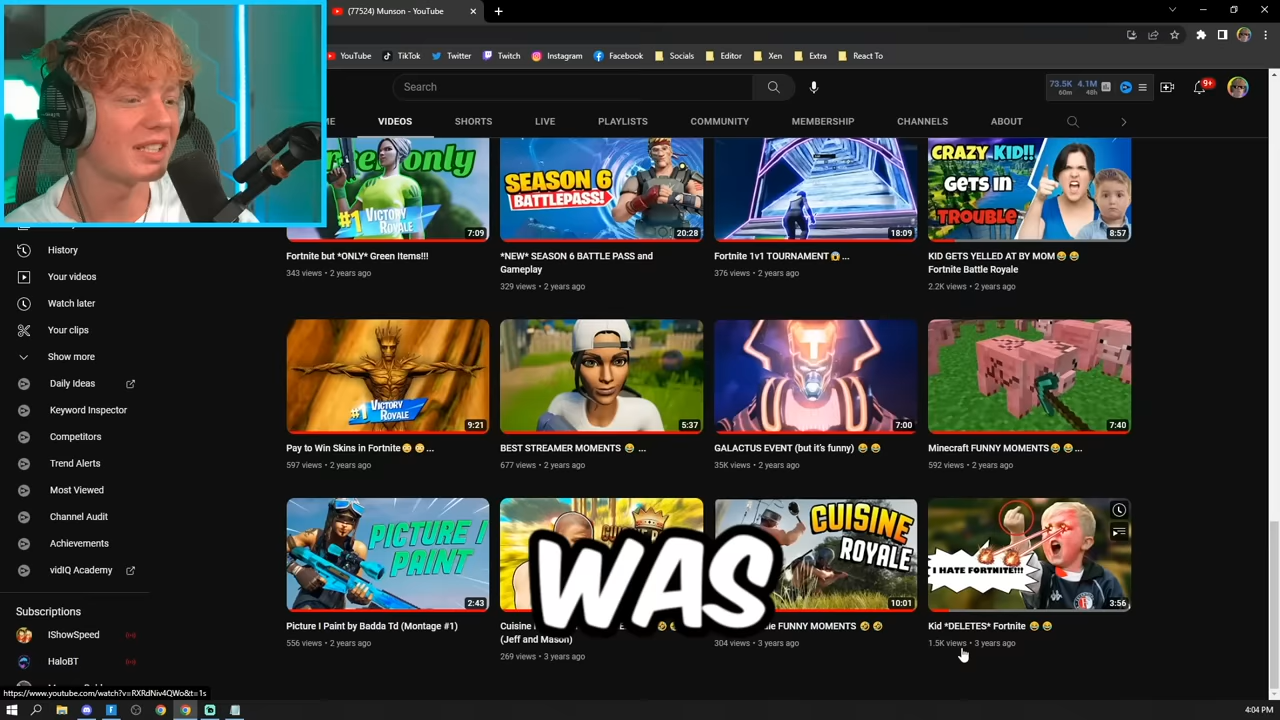 (77524) Munson - YouTube
YouTube
TikTok
Twitter
Twitch
Instagram
Facebook
Socials
Editor
Xen
Extra
React To
Search
73.5K 4.1M
60m 48h
9+
VIDEOS
SHORTS
LIVE
PLAYLISTS
COMMUNITY
MEMBERSHIP
CHANNELS
ABOUT
only
#1 VICTORY ROYALE
7:09
SEASON 6
BATTLEPASS!
20:28
18:09
CRAZY KID!!
GETS IN
TROUBLE
8:57
Fortnite but *ONLY* Green Items!!!
343 views • 2 years ago
*NEW* SEASON 6 BATTLE PASS and
Gameplay
329 views • 2 years ago
Fortnite 1v1 TOURNAMENT😱...
376 views • 2 years ago
KID GETS YELLED AT BY MOM😂 😂
Fortnite Battle Royale
2.2K views • 2 years ago
History
Your videos
Watch later
Your clips
Show more
Daily Ideas
Keyword Inspector
Competitors
Trend Alerts
Most Viewed
Channel Audit
Achievements
vidIQ Academy
Subscriptions
IShowSpeed
HaloBT
#1 VICTORY ROYALE
9:21
5:37
7:00
7:40
Pay to Win Skins in Fortnite😳 😳...
597 views • 2 years ago
BEST STREAMER MOMENTS 😂 ...
677 views • 2 years ago
GALACTUS EVENT (but it's funny) 😂 😂
35K views • 2 years ago
Minecraft FUNNY MOMENTS😂 😂...
592 views • 2 years ago
PICTURE I
PAINT
2:43
CUISINE
ROYALE
10:01
I HATE FORTNITE!!!
3:56
WAS
Picture I Paint by Badda Td (Montage #1)
556 views • 2 years ago
Cuisine
(Jeff and Mason)
269 views • 3 years ago
FUNNY MOMENTS 🤣 🤣
304 views • 3 years ago
Kid *DELETES* Fortnite 😂 😂
1.5K views • 3 years ago
https://www.youtube.com/watch?v=RXRdNiv4QWo&t=1s
4:04 PM